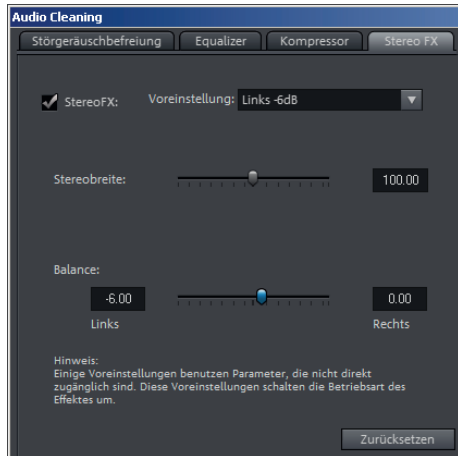 Audio Cleaning
Störgeräuschbefreiung Equalizer Kompressor Stereo FX
StereoFX: Voreinstellung: Links -6dB
Stereobreite: 100.00
Balance:
-6.00 0.00
Links Rechts
Hinweis:
Einige Voreinstellungen benutzen Parameter, die nicht direkt
zugänglich sind. Diese Voreinstellungen schalten die Betriebsart des
Effektes um.
Zurücksetzen